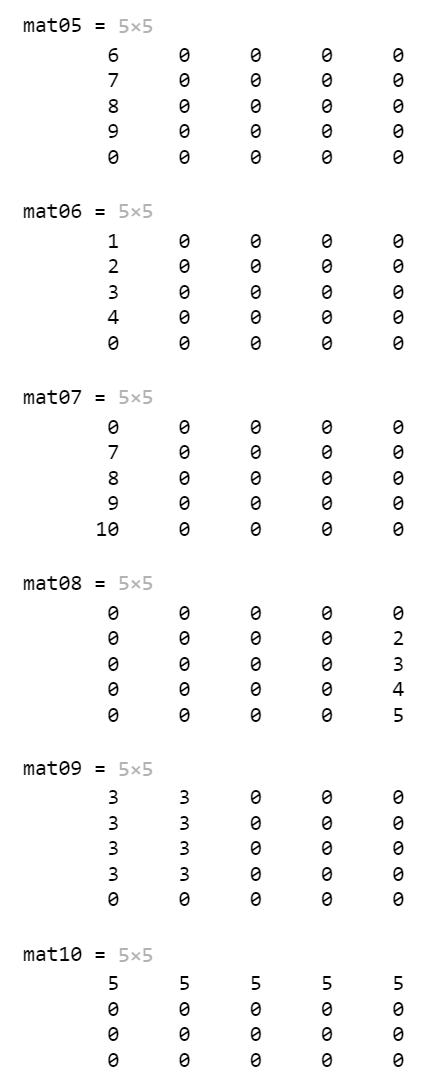 mat05 = 5×5
6 0 0 0 0
7 0 0 0 0
8 0 0 0 0
9 0 0 0 0
0 0 0 0 0
mat06 = 5×5
1 0 0 0 0
2 0 0 0 0
3 0 0 0 0
4 0 0 0 0
0 0 0 0 0
mat07 = 5×5
0 0 0 0 0
7 0 0 0 0
8 0 0 0 0
9 0 0 0 0
10 0 0 0 0
mat08 = 5×5
0 0 0 0 0
0 0 0 0 2
0 0 0 0 3
0 0 0 0 4
0 0 0 0 5
mat09 = 5×5
3 3 0 0 0
3 3 0 0 0
3 3 0 0 0
3 3 0 0 0
0 0 0 0 0
mat10 = 5×5
5 5 5 5 5
0 0 0 0 0
0 0 0 0 0
0 0 0 0 0